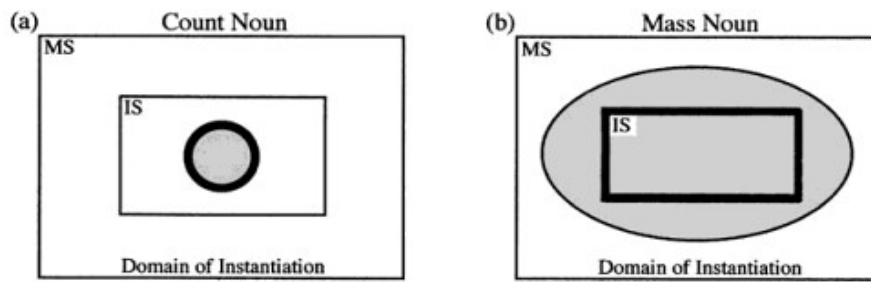 (a) Count Noun
MS
IS
Domain of Instantiation
(b) Mass Noun
MS
IS
Domain of Instantiation